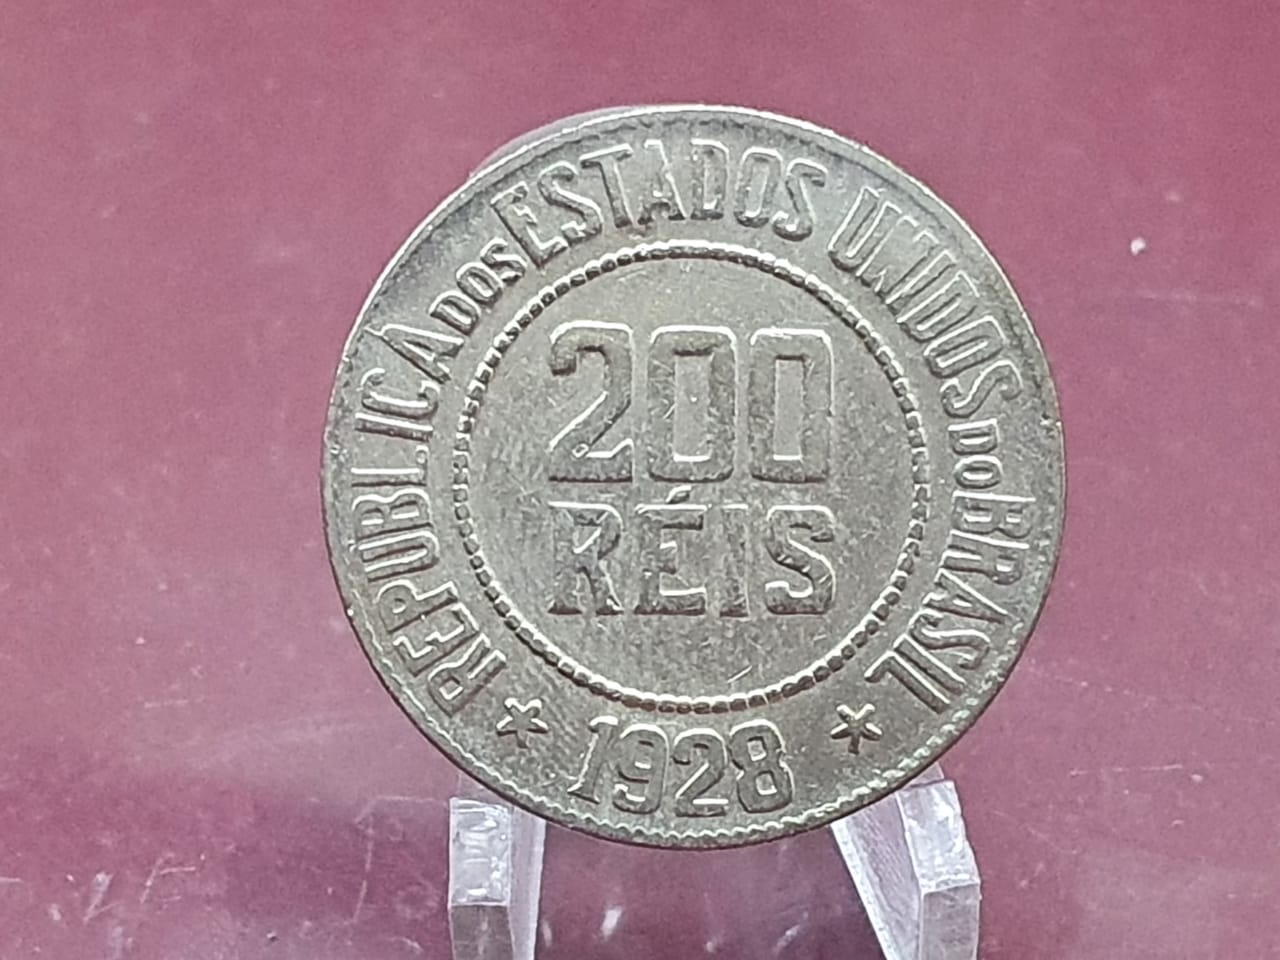 REPUBLICA DOS ESTADOS UNIDOS DO BRASIL
200
RÉIS
1928